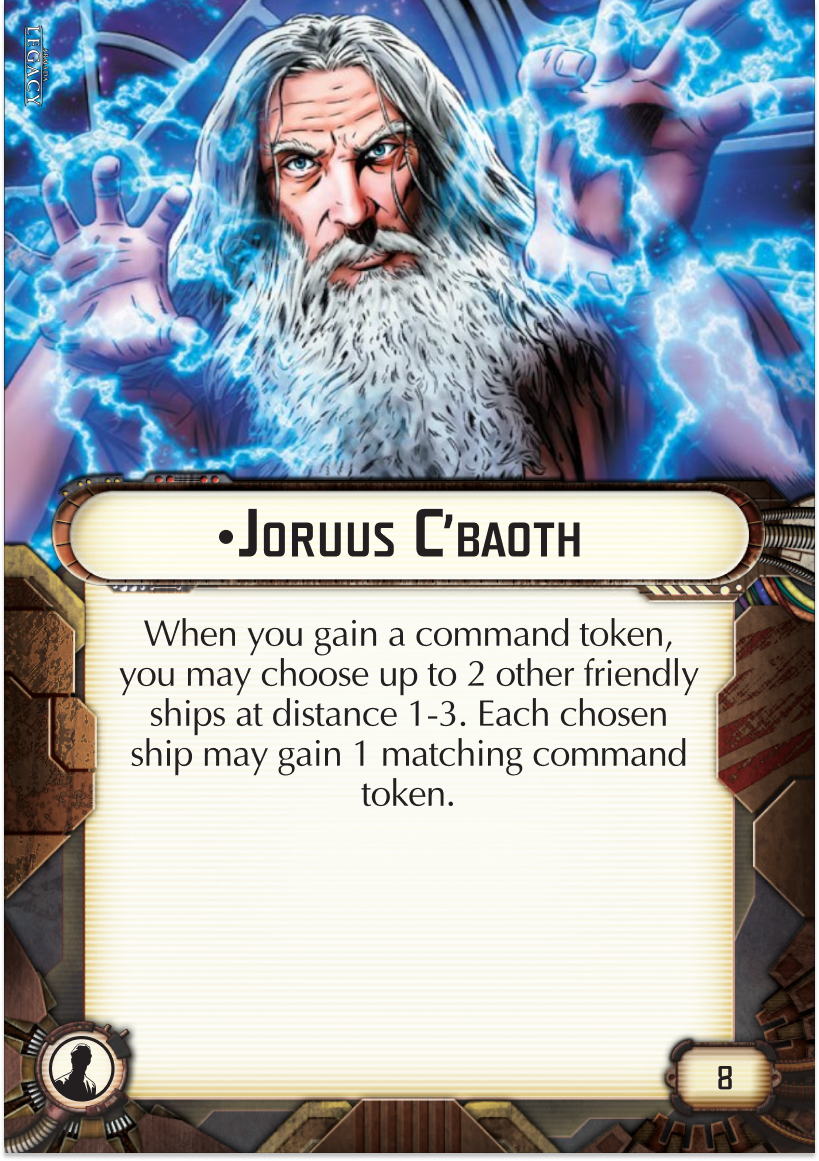 LEGACY
•JORUUS C'BAOTH
When you gain a command token,
you may choose up to 2 other friendly
ships at distance 1-3. Each chosen
ship may gain 1 matching command
token.
8